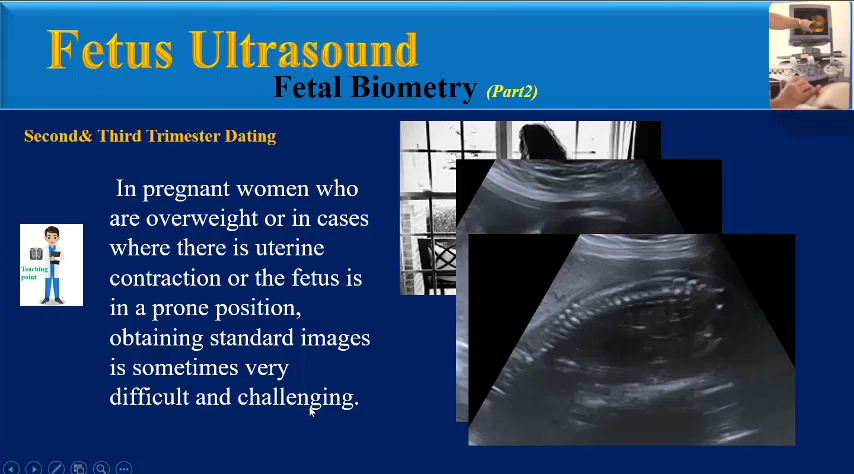 Fetus Ultrasound
Fetal Biometry (Part2)
Second& Third Trimester Dating
In pregnant women who
are overweight or in cases
where there is uterine
contraction or the fetus is
in a prone position,
obtaining standard images
is sometimes very
difficult and challenging.
Teaching
point